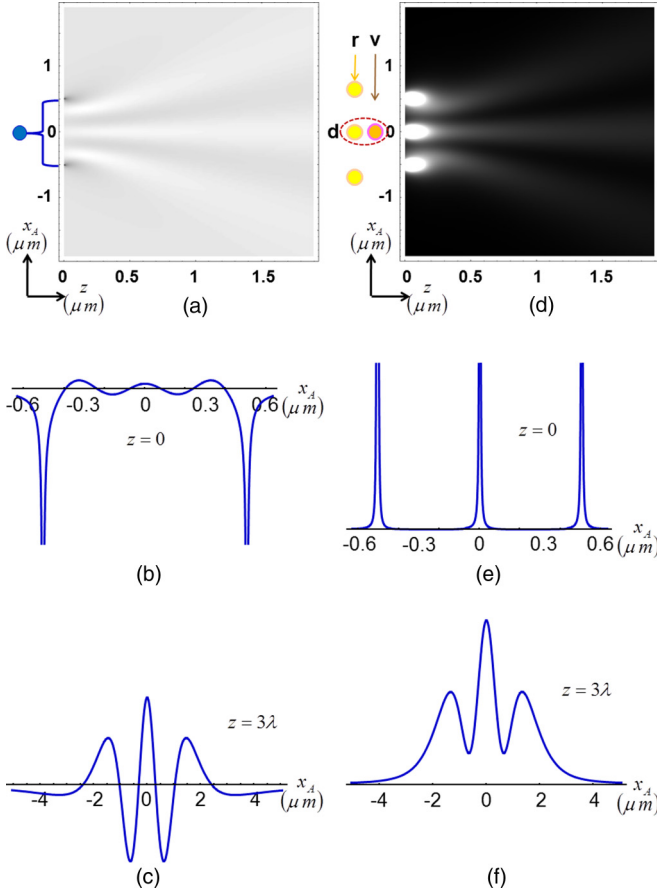 1
0
-1
x_A
(μm)
0 0.5 1 1.5
z
(μm)
(a)
r v
1
d 0
-1
x_A
(μm)
0 0.5 1 1.5
z
(μm)
(d)
-0.6 -0.3 0 0.3 0.6
x_A
(μm)
z = 0
(b)
z = 0
-0.6 -0.3 0 0.3 0.6
x_A
(μm)
(e)
z = 3λ
-4 -2 0 2 4
x_A
(μm)
(c)
z = 3λ
-4 -2 0 2 4
x_A
(μm)
(f)